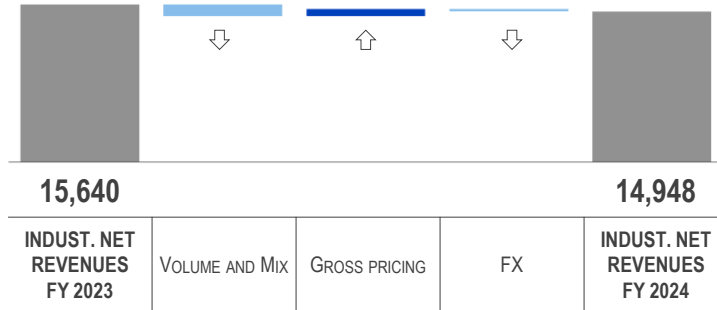 15,640
14,948
INDUST. NET
REVENUES
FY 2023
VOLUME AND MIX
GROSS PRICING
FX
INDUST. NET
REVENUES
FY 2024